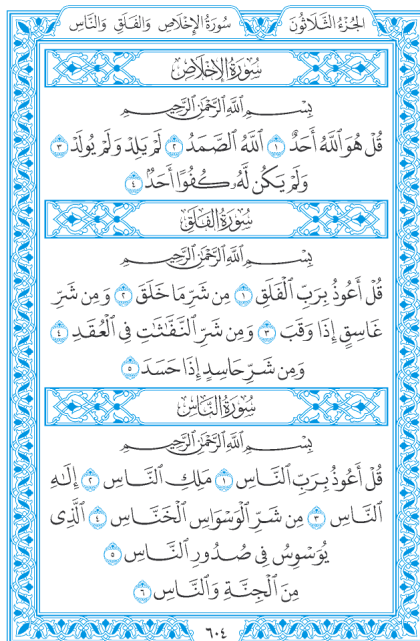 سُورَةُ الإِخْلَاصِ وَالفَلَقِ وَالنَّاسِ
الجُزْءُ الثَّلَاثُونَ
سُورَةُ الإِخْلَاصِ
بِسْمِ اللَّهِ الرَّحْمَٰنِ الرَّحِيمِ
قُلْ هُوَ اللَّهُ أَحَدٌ ١ اللَّهُ الصَّمَدُ ٢ لَمْ يَلِدْ وَلَمْ يُولَدْ ٣
وَلَمْ يَكُن لَّهُۥ كُفُوًا أَحَدٌۢ ٤
سُورَةُ الفَلَقِ
بِسْمِ اللَّهِ الرَّحْمَٰنِ الرَّحِيمِ
قُلْ أَعُوذُ بِرَبِّ الْفَلَقِ ١ مِن شَرِّ مَا خَلَقَ ٢ وَمِن شَرِّ
غَاسِقٍ إِذَا وَقَبَ ٣ وَمِن شَرِّ النَّفَّٰثَٰتِ فِى الْعُقَدِ ٤
وَمِن شَرِّ حَاسِدٍ إِذَا حَسَدَ ٥
سُورَةُ النَّاسِ
بِسْمِ اللَّهِ الرَّحْمَٰنِ الرَّحِيمِ
قُلْ أَعُوذُ بِرَبِّ النَّاسِ ١ مَلِكِ النَّاسِ ٢ إِلَٰهِ
النَّاسِ ٣ مِن شَرِّ الْوَسْوَاسِ الْخَنَّاسِ ٤ الَّذِى
يُوَسْوِسُ فِى صُدُورِ النَّاسِ ٥
مِنَ الْجِنَّةِ وَالنَّاسِ ٦
٦٠٤